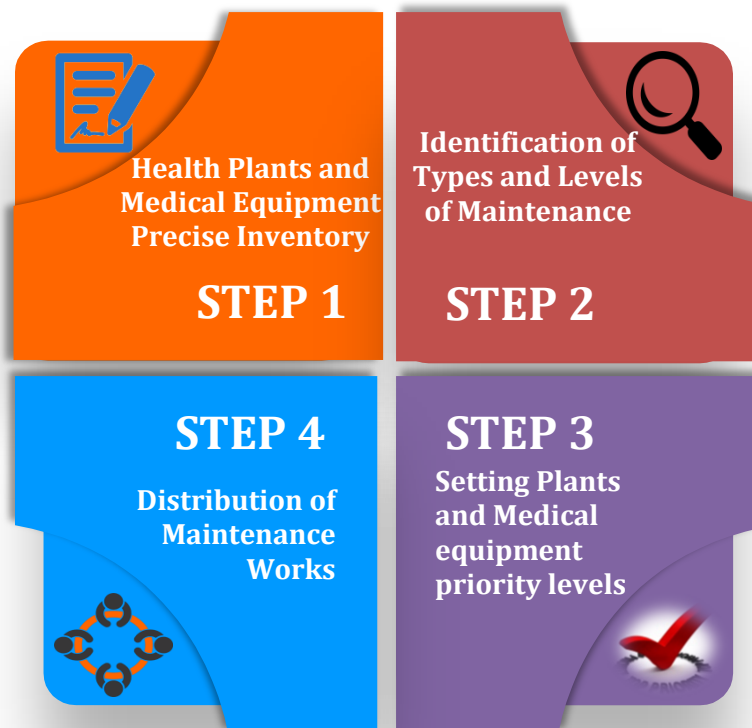 Health Plants and
Medical Equipment
Precise Inventory
STEP 1
Identification of
Types and Levels
of Maintenance
STEP 2
STEP 3
Setting Plants
and Medical
equipment
priority levels
STEP 4
Distribution of
Maintenance
Works